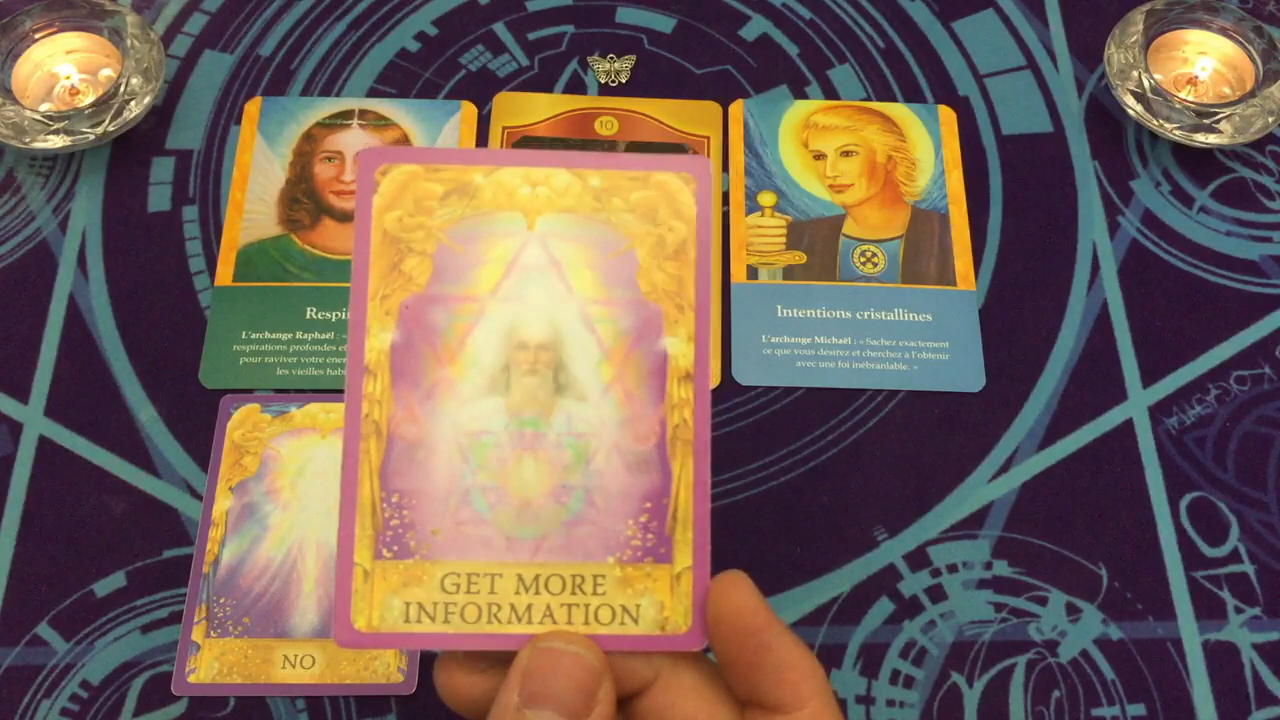 10
Respi
L'archange Raphaël : «
respirations profondes et
pour raviver votre éner
les vieilles habi
Intentions cristallines
L'archange Michaël : « Sachez exactement
ce que vous désirez et cherchez à l'obtenir
avec une foi inébranlable. »
NO
GET MORE
INFORMATION